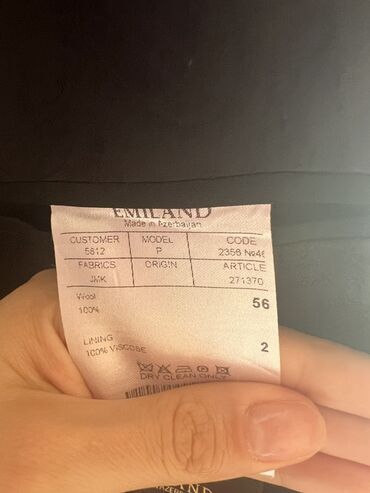 EMILAND
Made in Azerbaijan
CUSTOMER MODEL CODE
5812 P 2356 №46
FABRICS ORIGIN ARTICLE
JMK 271370
Wool 56
100%
LINING 2
100% VISCOSE
DRY CLEAN ONLY